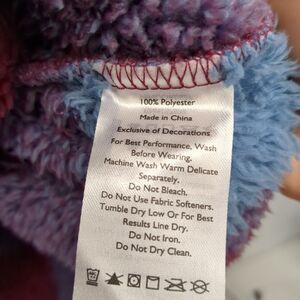 100% Polyester
Made in China
Exclusive of Decorations
For Best Performance, Wash
Before Wearing.
Machine Wash Warm Delicate
Separately,
Do Not Bleach.
Do Not Use Fabric Softeners.
Tumble Dry Low Or For Best
Results Line Dry.
Do Not Iron.
Do Not Dry Clean.